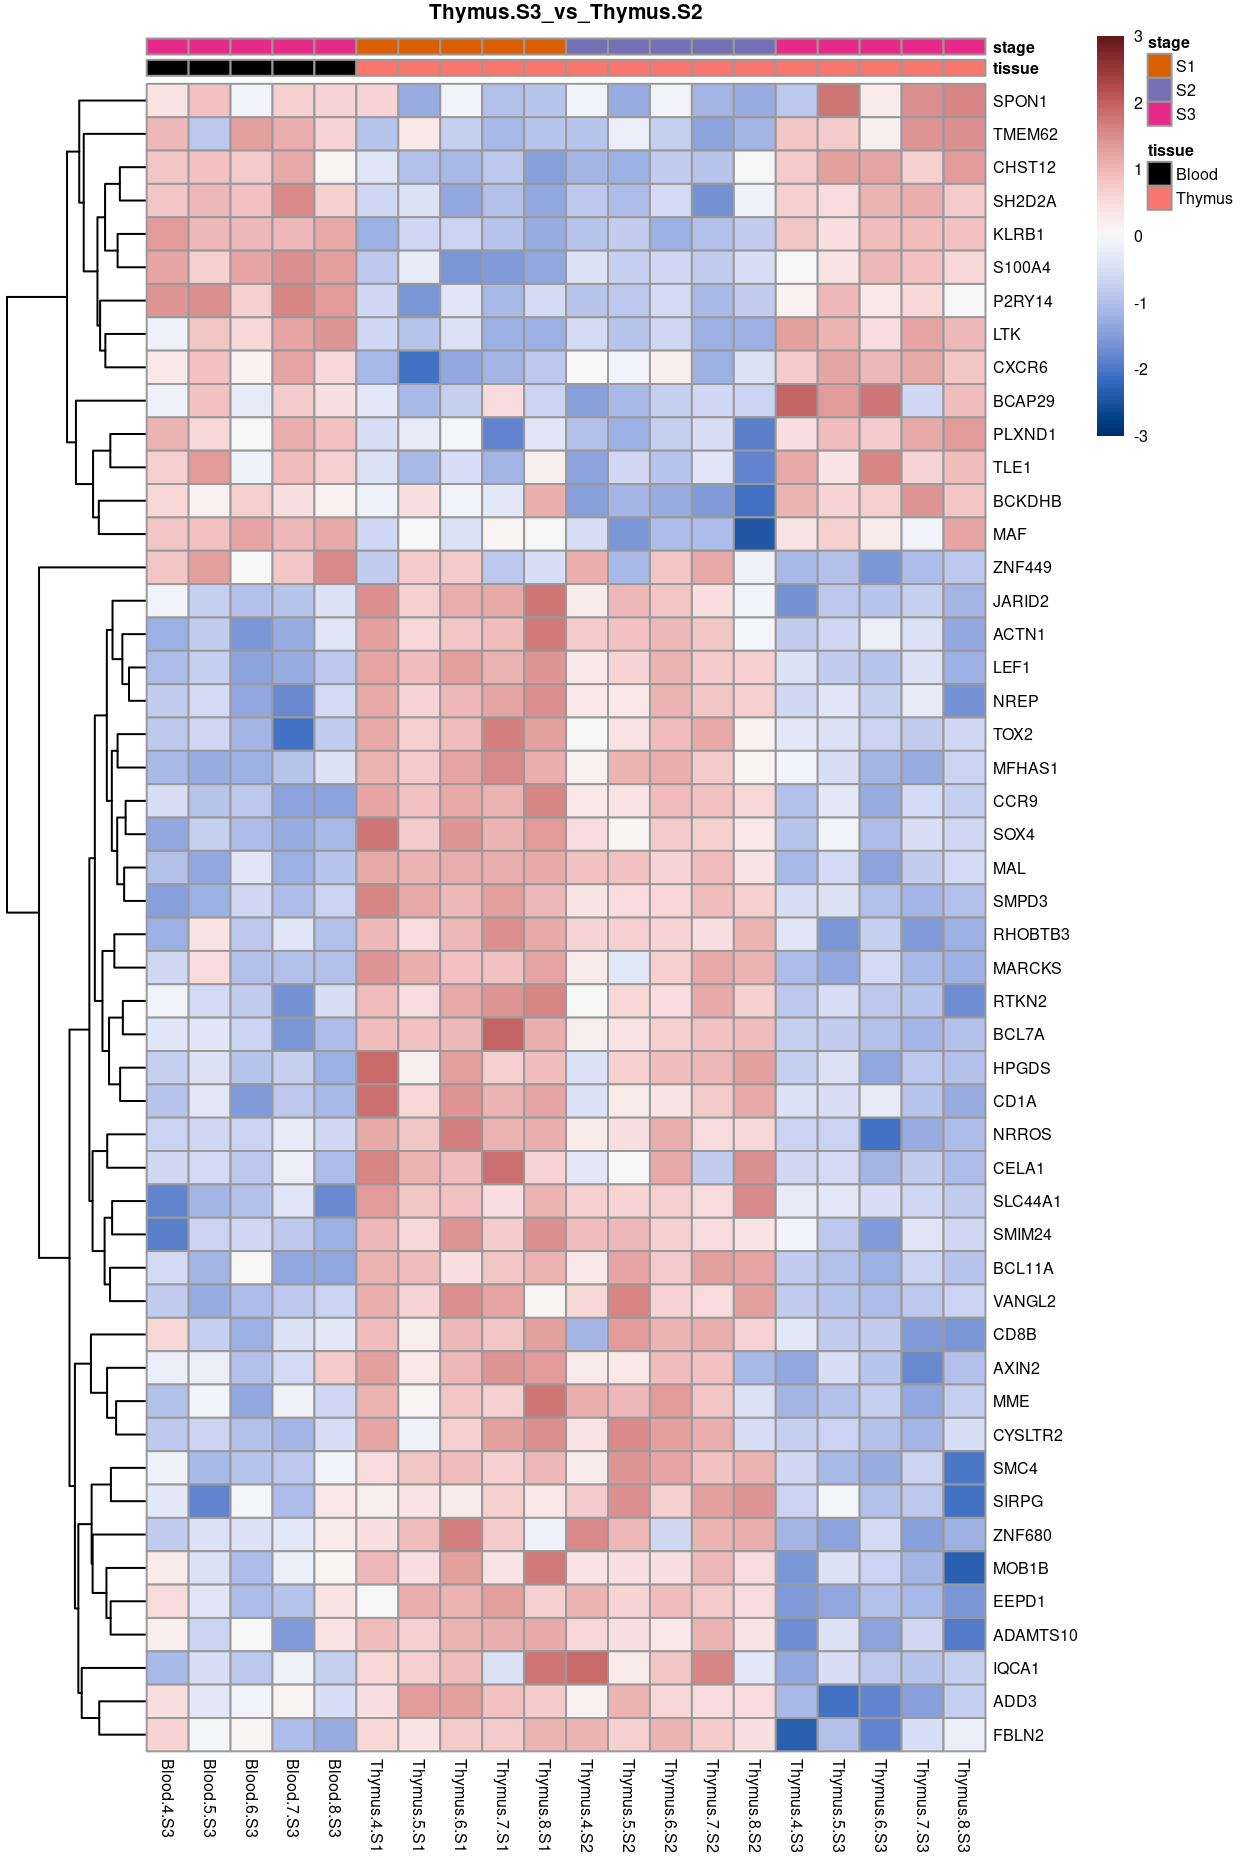 Thymus.S3_vs_Thymus.S2
stage
tissue
SPON1
TMEM62
CHST12
SH2D2A
KLRB1
S100A4
P2RY14
LTK
CXCR6
BCAP29
PLXND1
TLE1
BCKDHB
MAF
ZNF449
JARID2
ACTN1
LEF1
NREP
TOX2
MFHAS1
CCR9
SOX4
MAL
SMPD3
RHOBTB3
MARCKS
RTKN2
BCL7A
HPGDS
CD1A
NRROS
CELA1
SLC44A1
SMIM24
BCL11A
VANGL2
CD8B
AXIN2
MME
CYSLTR2
SMC4
SIRPG
ZNF680
MOB1B
EEPD1
ADAMTS10
IQCA1
ADD3
FBLN2
Blood.4.S3
Blood.5.S3
Blood.6.S3
Blood.7.S3
Blood.8.S3
Thymus.4.S1
Thymus.5.S1
Thymus.6.S1
Thymus.7.S1
Thymus.8.S1
Thymus.4.S2
Thymus.5.S2
Thymus.6.S2
Thymus.7.S2
Thymus.8.S2
Thymus.4.S3
Thymus.5.S3
Thymus.6.S3
Thymus.7.S3
Thymus.8.S3
3
2
1
0
-1
-2
-3
stage
S1
S2
S3
tissue
Blood
Thymus